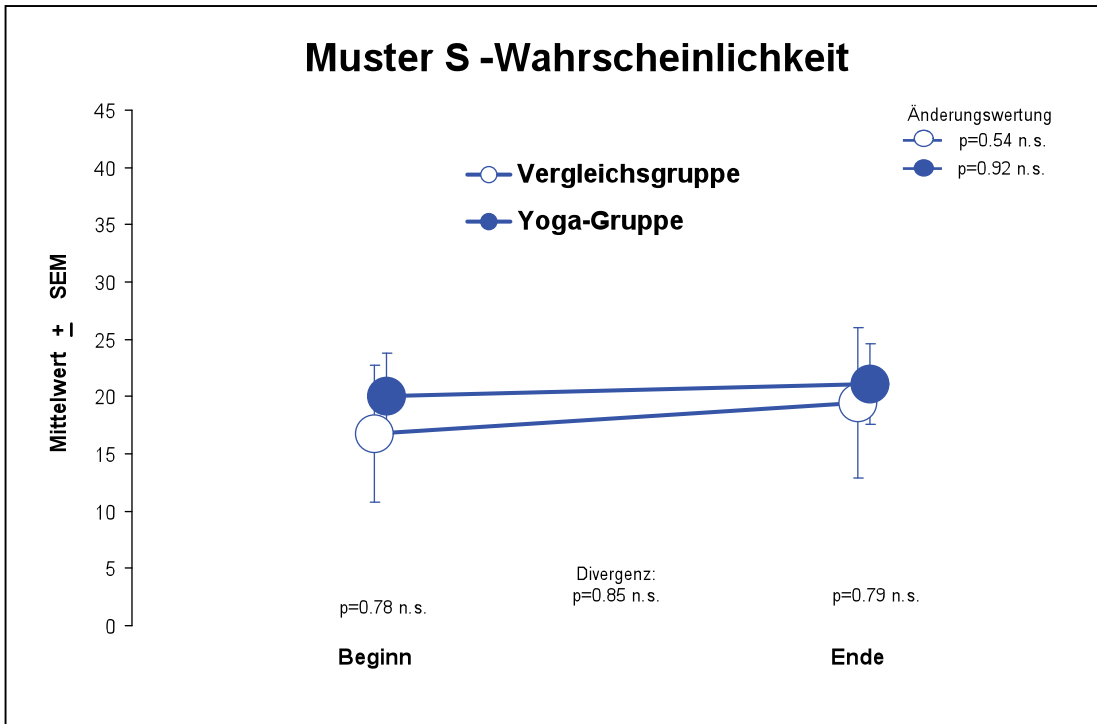 Muster S -Wahrscheinlichkeit
Änderungswertung
p=0.54 n.s.
p=0.92 n.s.
Vergleichsgruppe
Yoga-Gruppe
Mittelwert ± SEM
45
40
35
30
25
20
15
10
5
0
Divergenz:
p=0.85 n.s.
p=0.78 n.s.
p=0.79 n.s.
Beginn
Ende